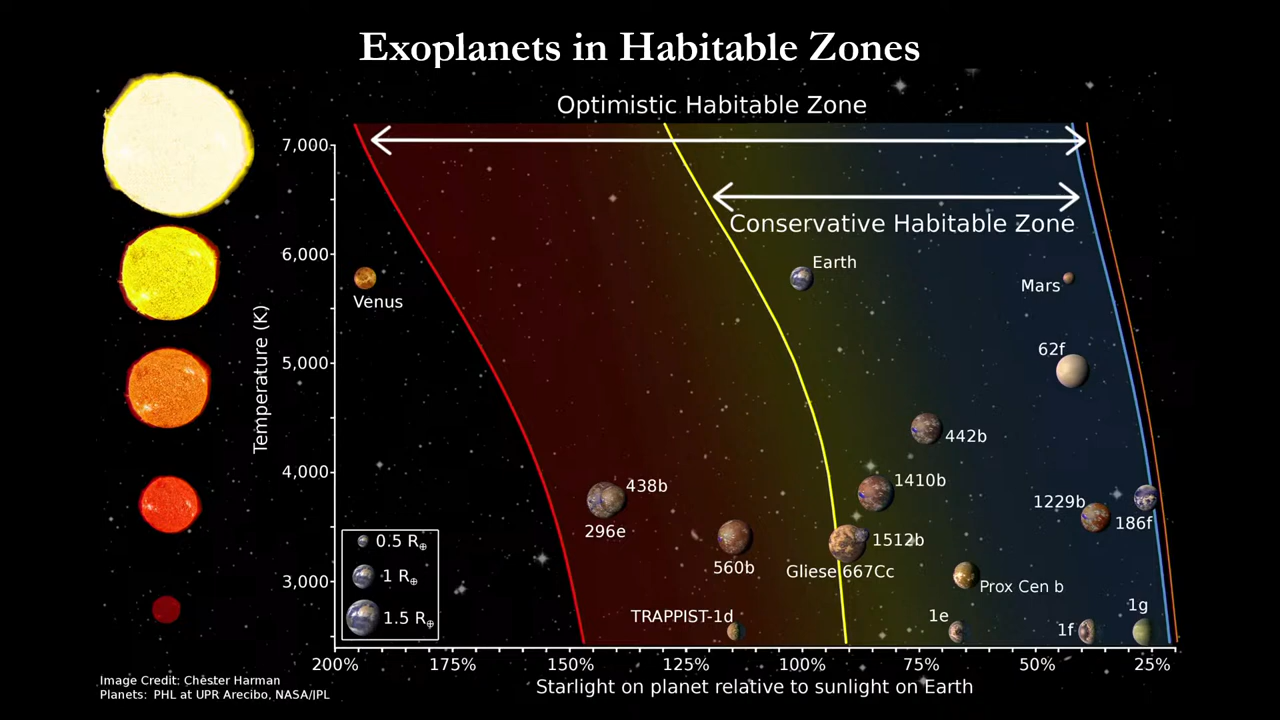 Exoplanets in Habitable Zones
Optimistic Habitable Zone
Conservative Habitable Zone
7,000
6,000
5,000
4,000
3,000
Temperature (K)
Earth
Venus
Mars
62f
442b
438b
296e
1410b
1229b
186f
560b
1512b
Gliese 667Cc
Prox Cen b
TRAPPIST-1d
1e
1f
1g
0.5 R⊕
1 R⊕
1.5 R⊕
200% 175% 150% 125% 100% 75% 50% 25%
Starlight on planet relative to sunlight on Earth
Image Credit: Chester Harman
Planets: PHL at UPR Arecibo, NASA/JPL